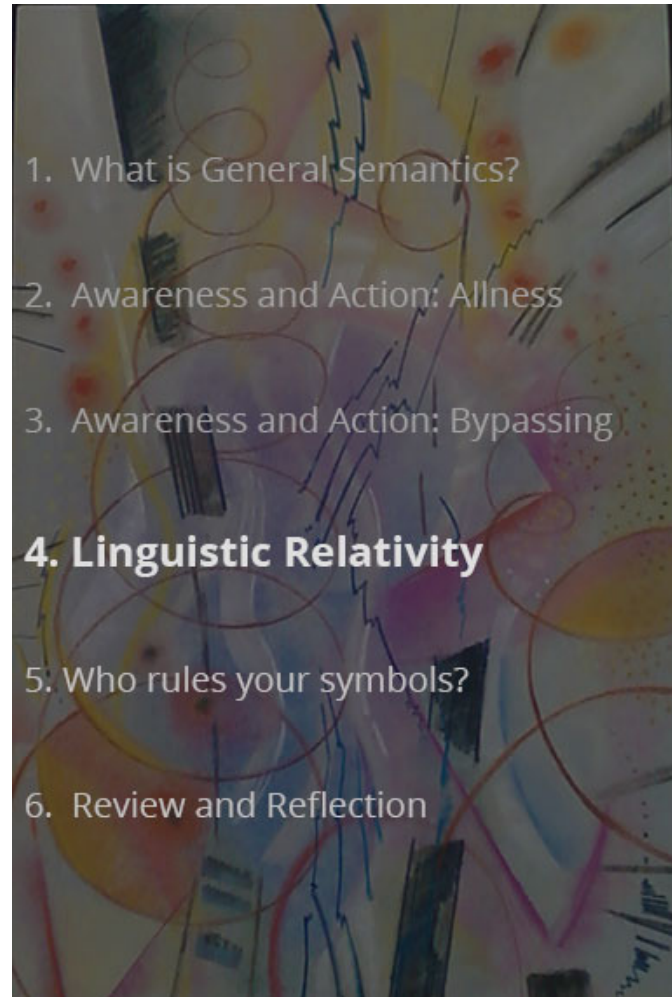 1. What is General Semantics?
2. Awareness and Action: Allness
3. Awareness and Action: Bypassing
4. Linguistic Relativity
5. Who rules your symbols?
6. Review and Reflection